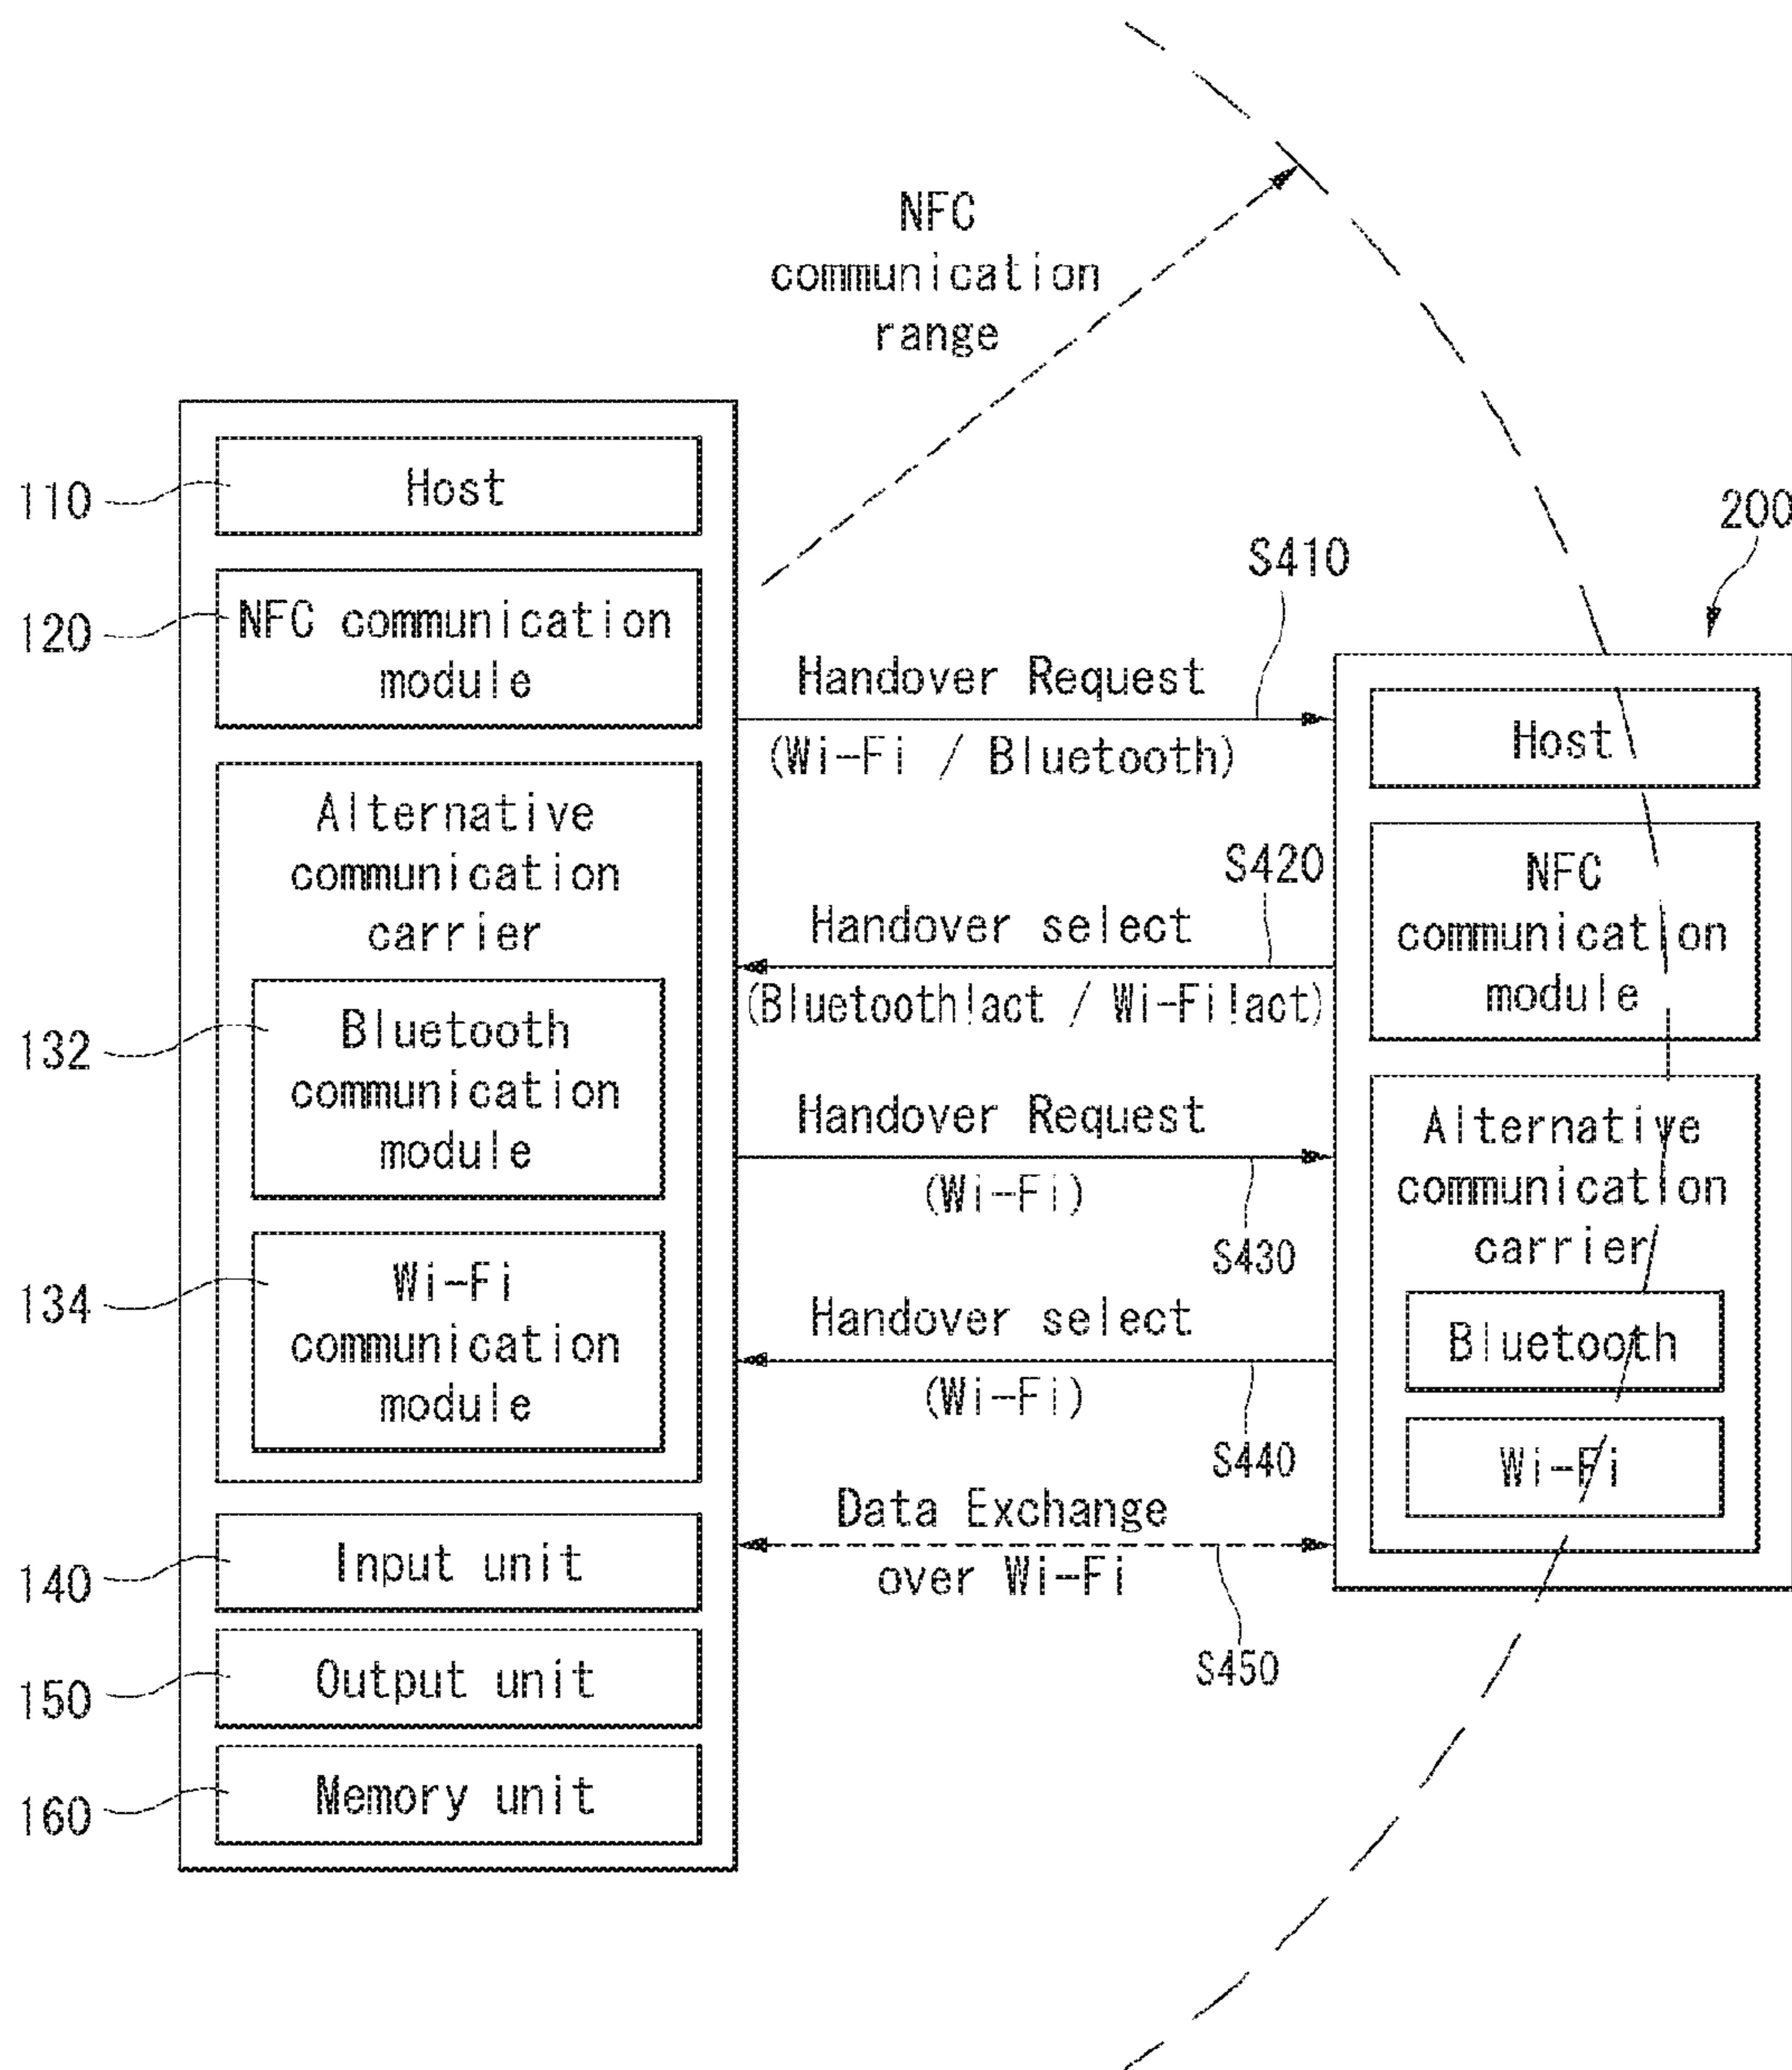 NFC
communication
range
110
Host
120
NFC communication
module
Alternative
communication
carrier
132
Bluetooth
communication
module
134
Wi-Fi
communication
module
140
Input unit
150
Output unit
160
Memory unit
S410
Handover Request
(Wi-Fi / Bluetooth)
S420
Handover select
(Bluetooth!act / Wi-Fi!act)
Handover Request
(Wi-Fi)
S430
Handover select
(Wi-Fi)
S440
Data Exchange
over Wi-Fi
S450
200
Host
NFC
communication
module
Alternative
communication
carrier
Bluetooth
Wi-Fi